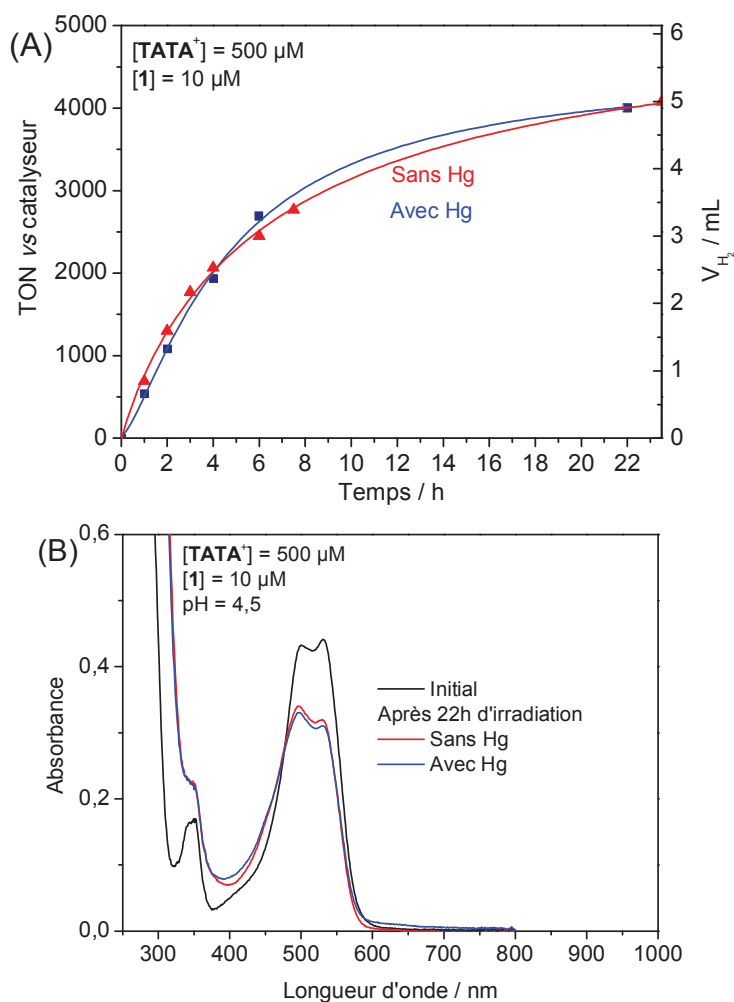 (A)
[TATA⁺] = 500 µM
[1] = 10 µM
Sans Hg
Avec Hg
TON vs catalyseur
5000
4000
3000
2000
1000
0
V_H₂ / mL
6
5
4
3
2
1
0
0 2 4 6 8 10 12 14 16 18 20 22
Temps / h
(B)
[TATA⁺] = 500 µM
[1] = 10 µM
pH = 4,5
Initial
Après 22h d'irradiation
Sans Hg
Avec Hg
Absorbance
0,6
0,4
0,2
0,0
300 400 500 600 700 800 900 1000
Longueur d'onde / nm